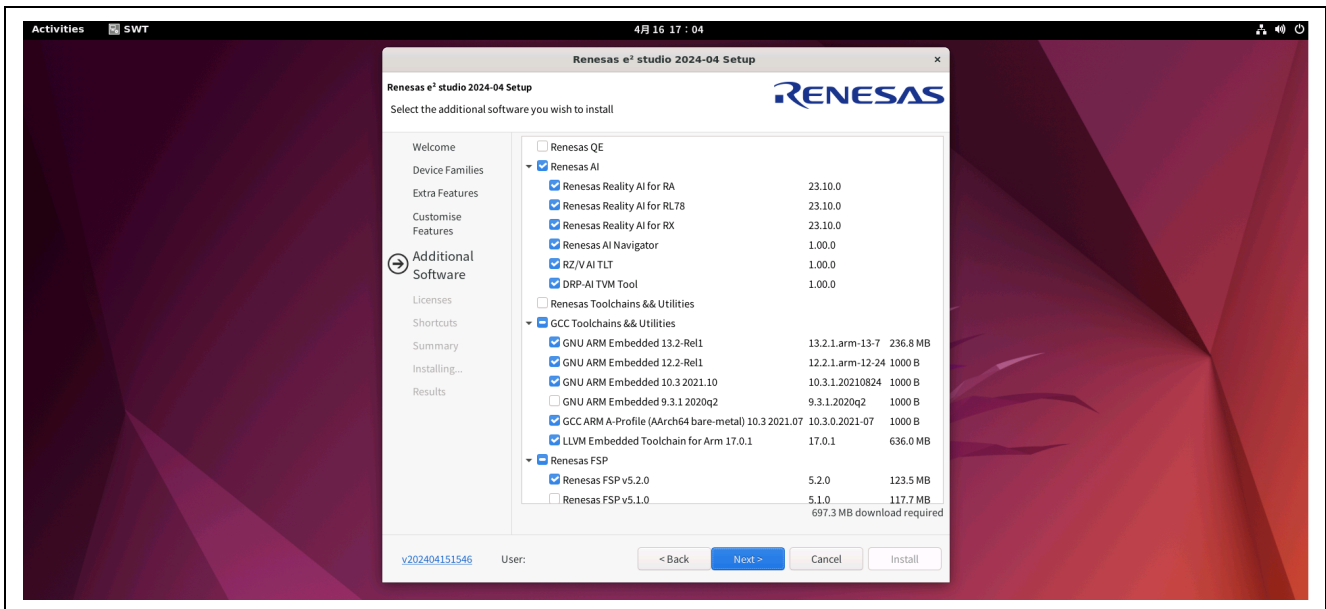 Activities SWT 4月 16 17：04
Renesas e² studio 2024-04 Setup ×
Renesas e² studio 2024-04 Setup
Select the additional software you wish to install
RENESAS
Welcome
Device Families
Extra Features
Customise
Features
Additional
Software
Licenses
Shortcuts
Summary
Installing...
Results
Renesas QE
Renesas AI
Renesas Reality AI for RA 23.10.0
Renesas Reality AI for RL78 23.10.0
Renesas Reality AI for RX 23.10.0
Renesas AI Navigator 1.00.0
RZ/V AI TLT 1.00.0
DRP-AI TVM Tool 1.00.0
Renesas Toolchains && Utilities
GCC Toolchains && Utilities
GNU ARM Embedded 13.2-Rel1 13.2.1.arm-13-7 236.8 MB
GNU ARM Embedded 12.2-Rel1 12.2.1.arm-12-24 1000 B
GNU ARM Embedded 10.3 2021.10 10.3.1.20210824 1000 B
GNU ARM Embedded 9.3.1 2020q2 9.3.1.2020q2 1000 B
GCC ARM A-Profile (AArch64 bare-metal) 10.3 2021.07 10.3.0.2021-07 1000 B
LLVM Embedded Toolchain for Arm 17.0.1 17.0.1 636.0 MB
Renesas FSP
Renesas FSP v5.2.0 5.2.0 123.5 MB
Renesas FSP v5.1.0 5.1.0 117.7 MB
697.3 MB download required
v202404151546 User: < Back Next > Cancel Install